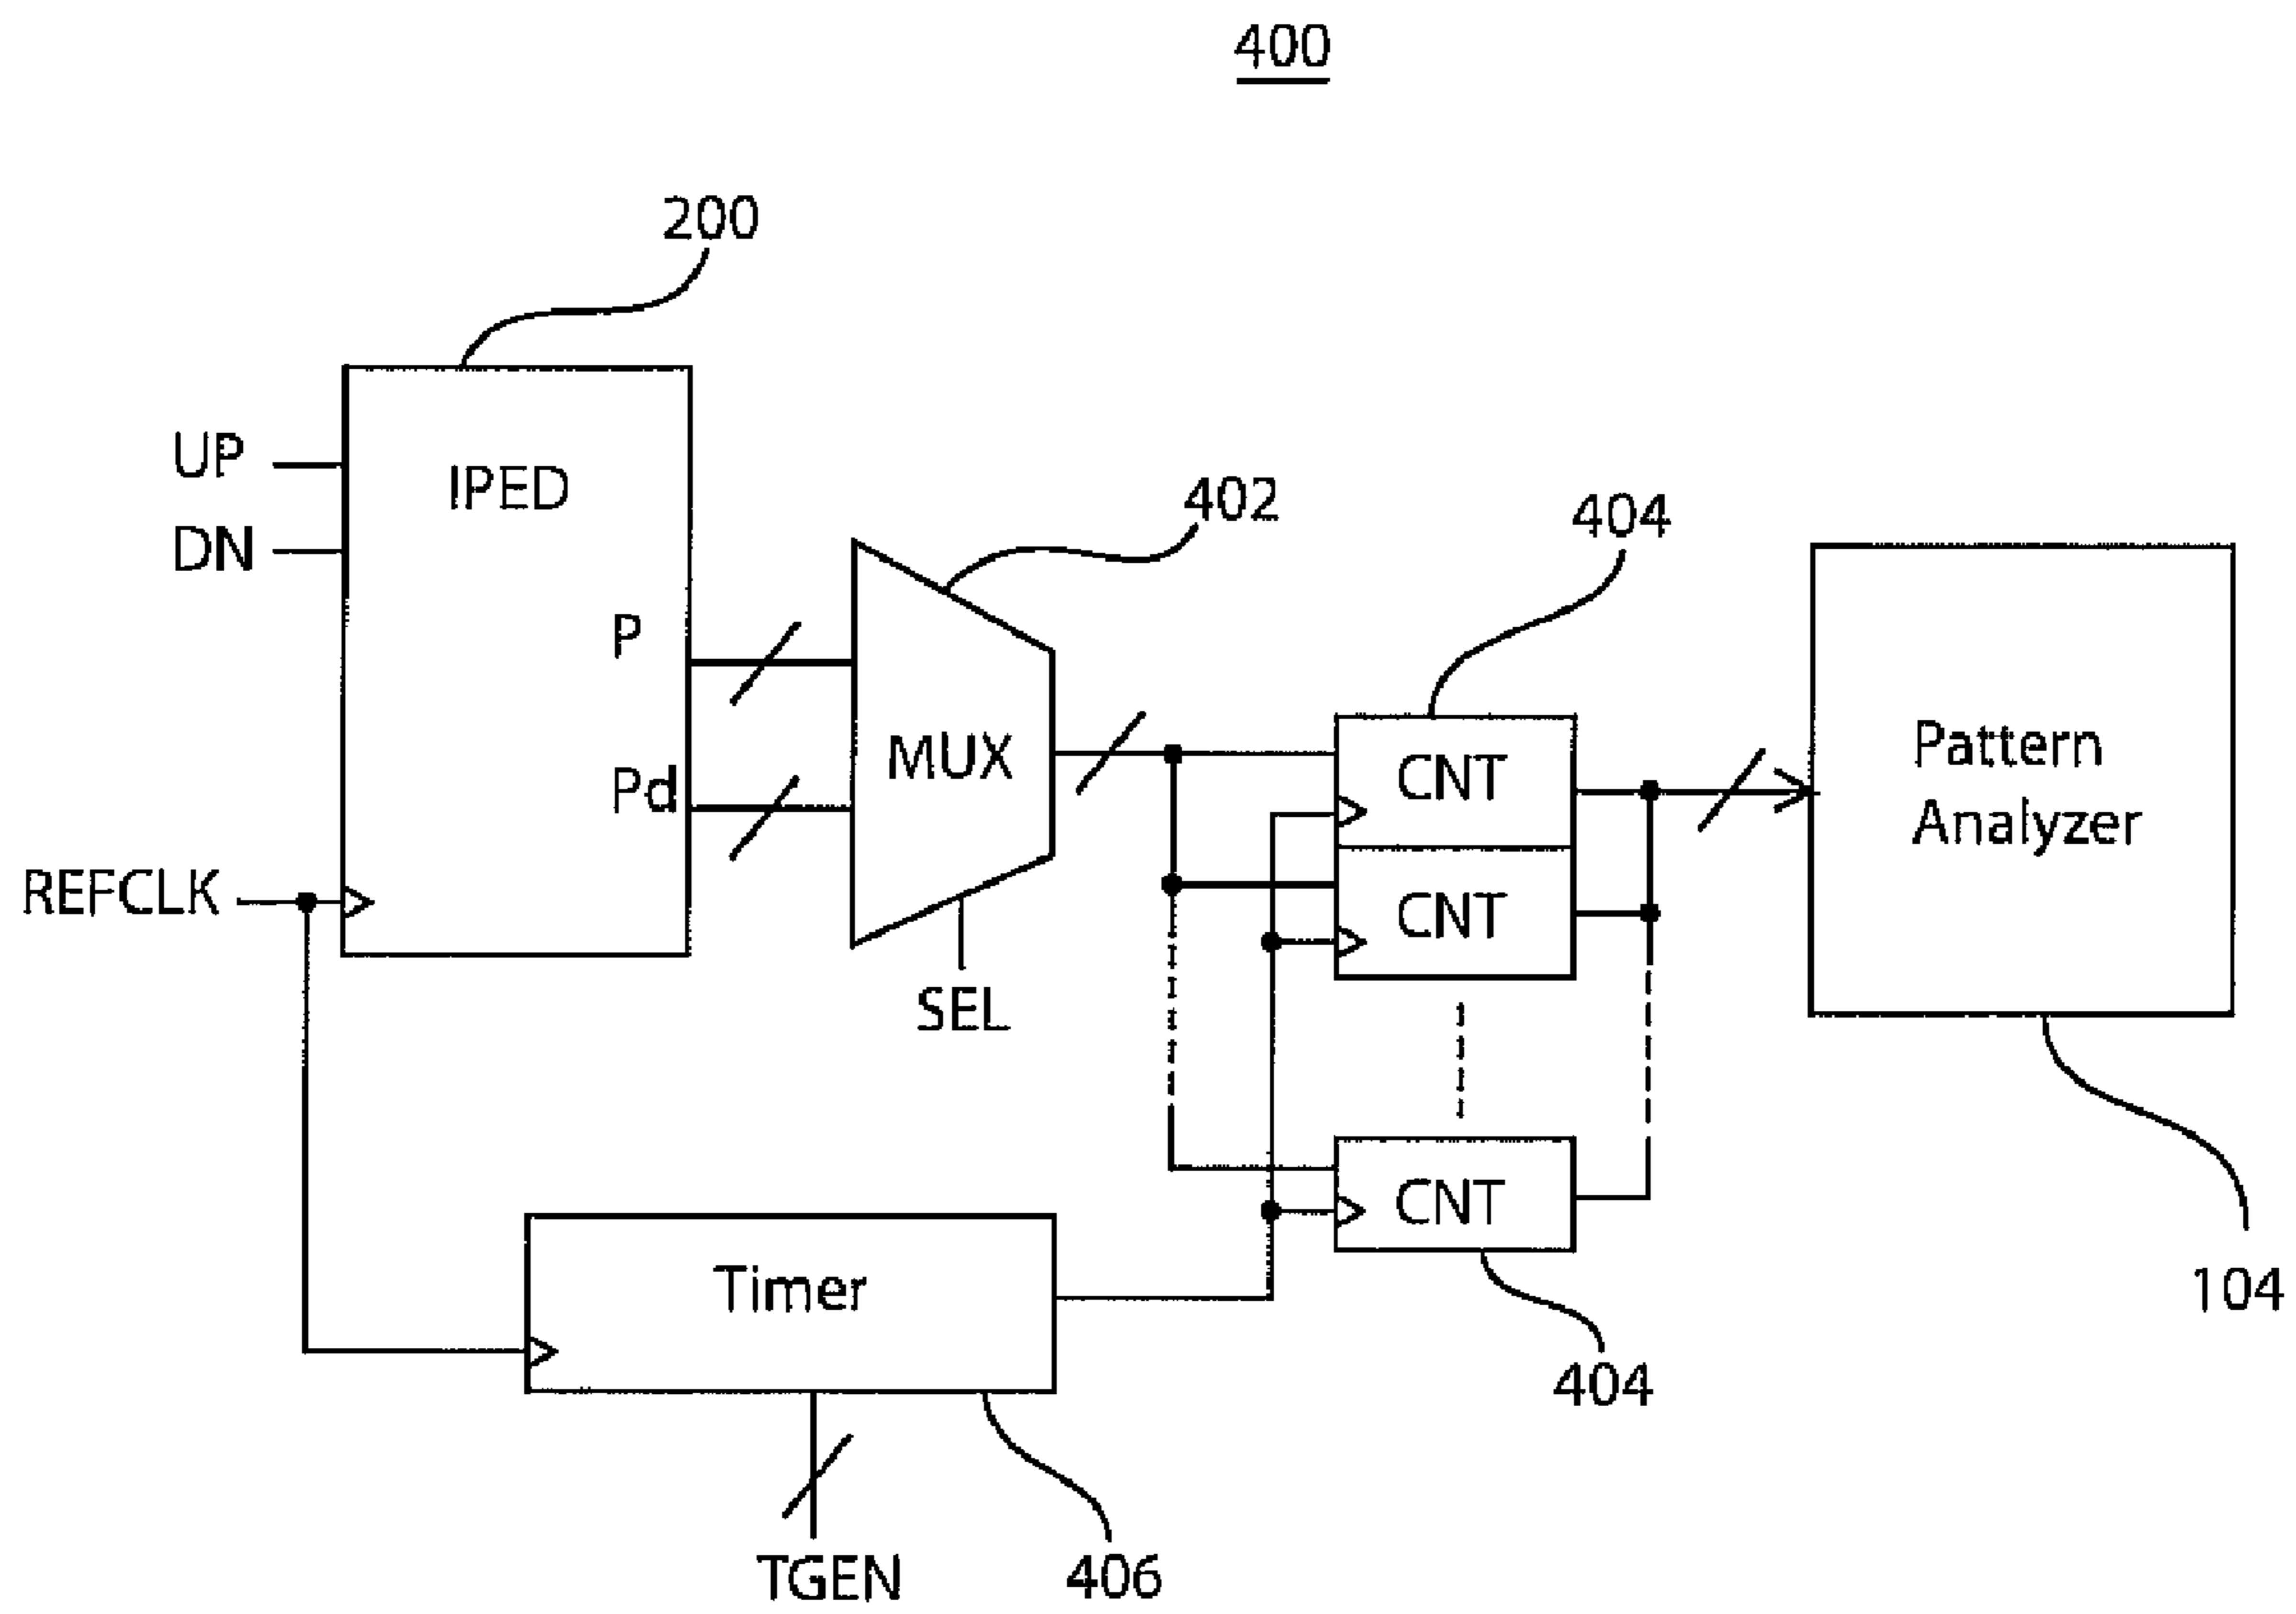 400
200
UP
IPED
DN
402
404
P
MUX
CNT
Pattern
Analyzer
Pd
REFCLK
CNT
SEL
CNT
Timer
104
404
TGEN
406